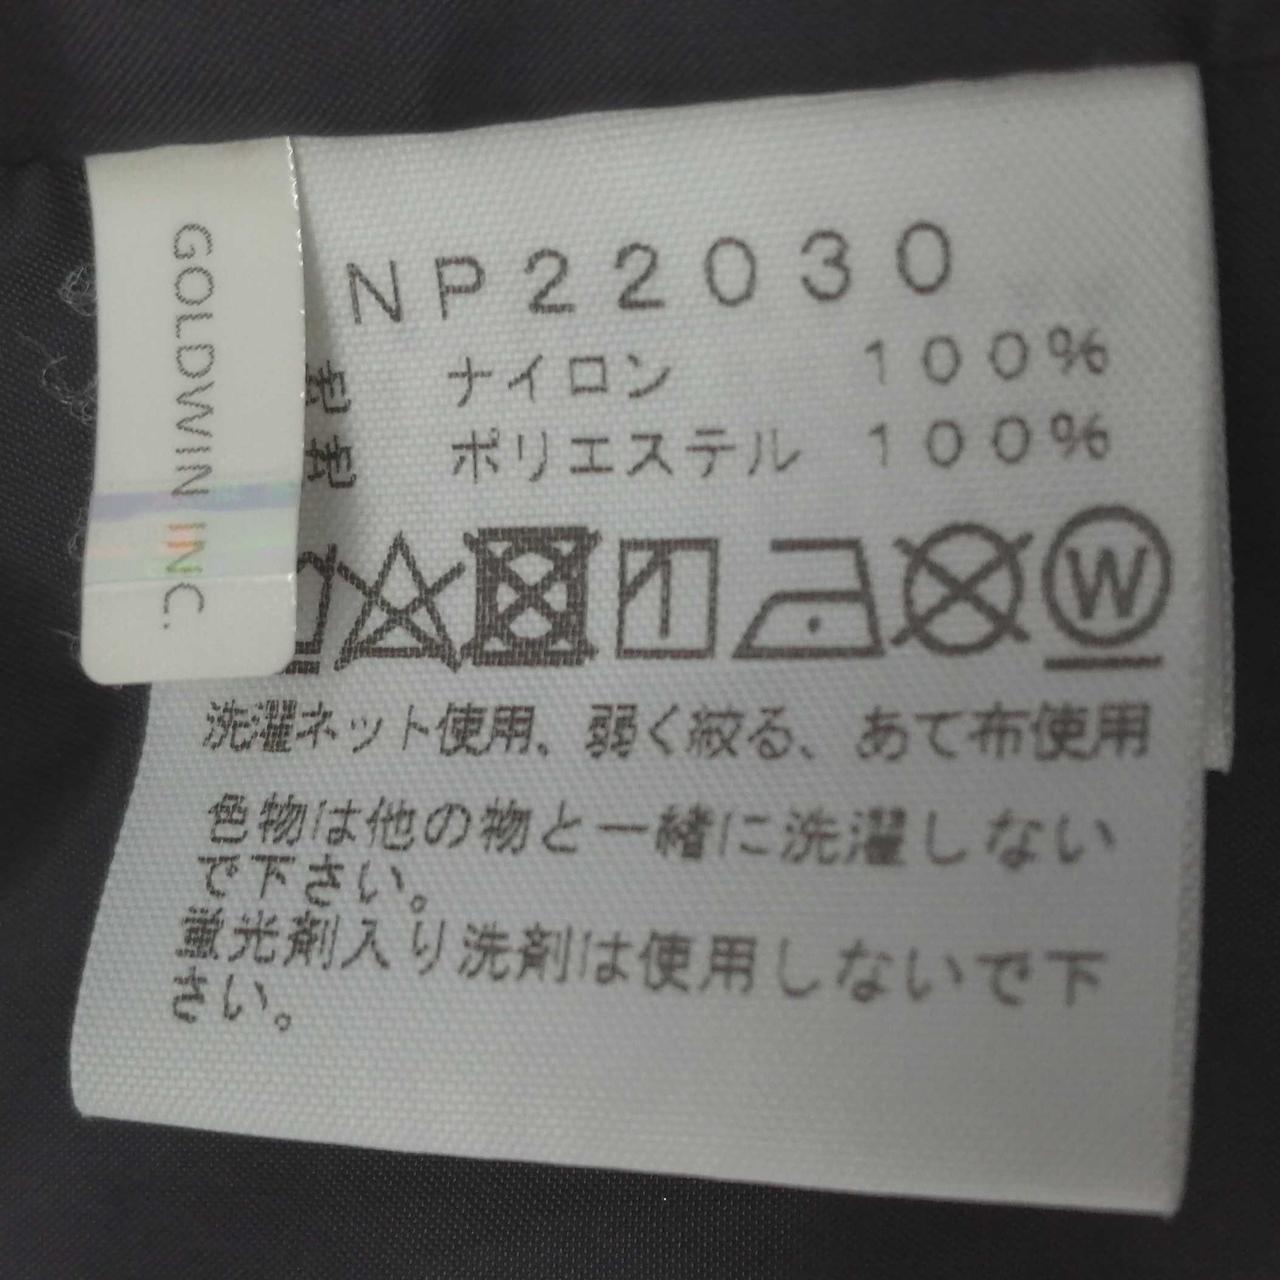 GOLDWIN INC.
NP22030
地 ナイロン 100%
地 ポリエステル 100%
W
洗濯ネット使用、弱く絞る、あて布使用
色物は他の物と一緒に洗濯しない
で下さい。
蛍光剤入り洗剤は使用しないで下
さい。